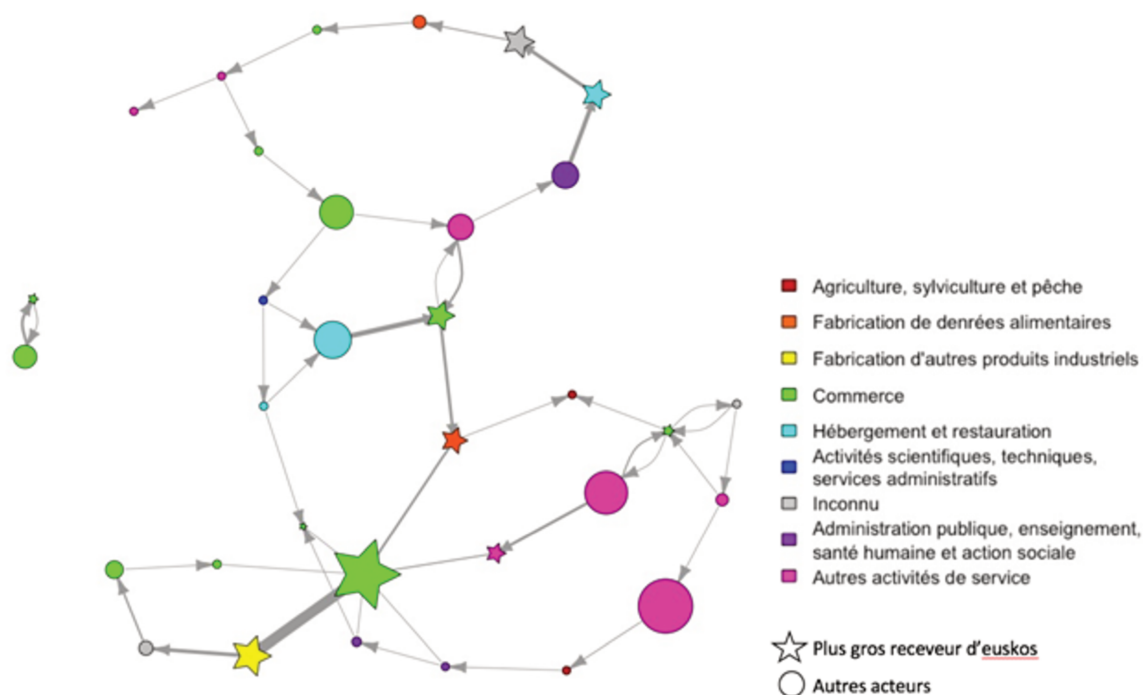 Agriculture, sylviculture et pêche
Fabrication de denrées alimentaires
Fabrication d'autres produits industriels
Commerce
Hébergement et restauration
Activités scientifiques, techniques,
services administratifs
Inconnu
Administration publique, enseignement,
santé humaine et action sociale
Autres activités de service
Plus gros receveur d'euskos
Autres acteurs